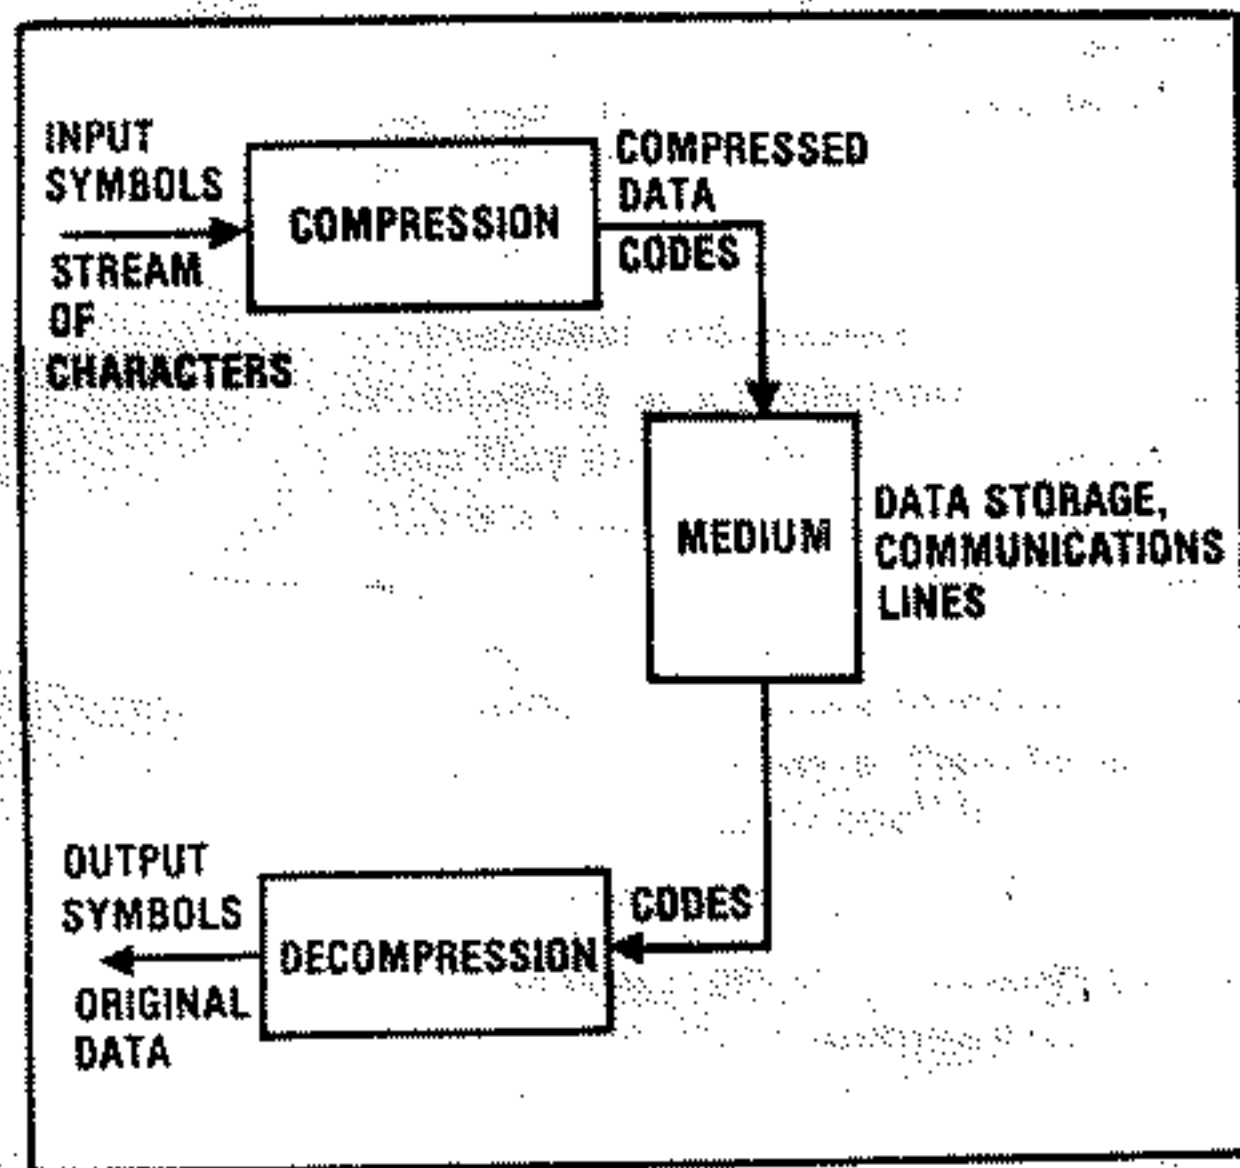 INPUT
SYMBOLS
STREAM
OF
CHARACTERS
COMPRESSION
COMPRESSED
DATA
CODES
MEDIUM
DATA STORAGE,
COMMUNICATIONS
LINES
CODES
DECOMPRESSION
OUTPUT
SYMBOLS
ORIGINAL
DATA